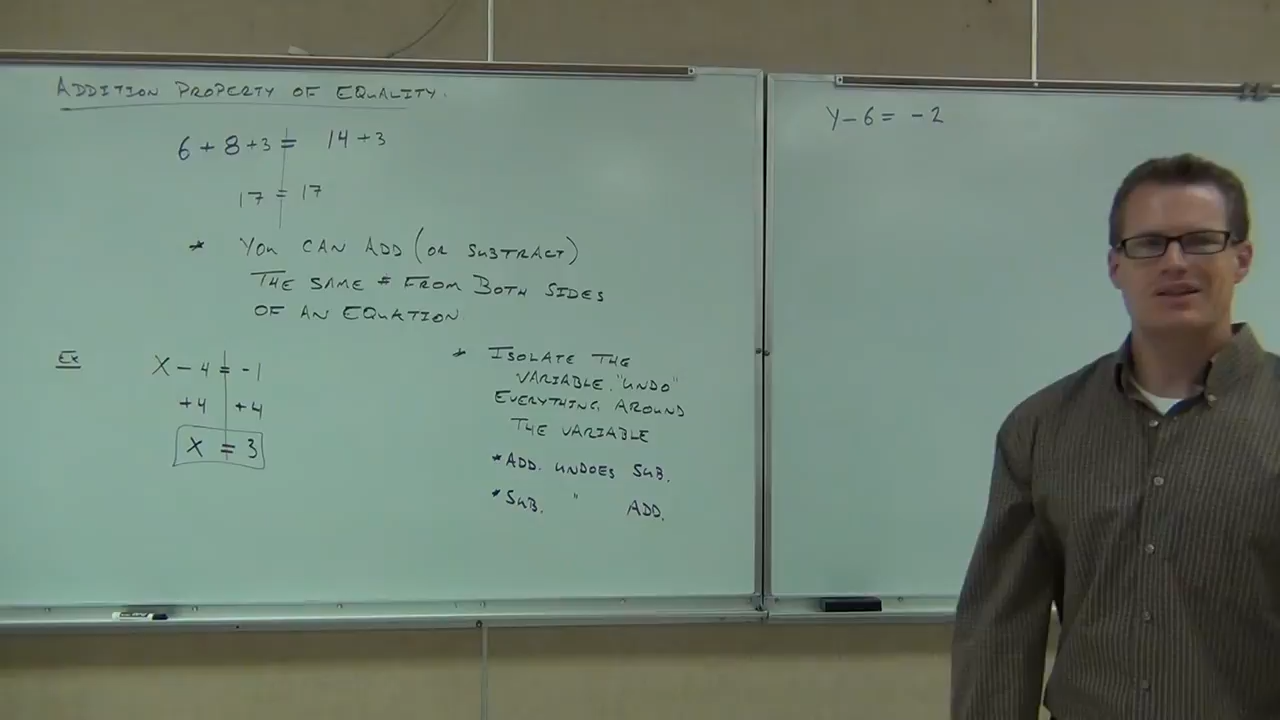 ADDITION PROPERTY OF EQUALITY.
6 + 8 + 3 = 14 + 3
17 = 17
* YOU CAN ADD (OR SUBTRACT)
THE SAME # FROM BOTH SIDES
OF AN EQUATION
Ex
X - 4 = -1
+4 +4
X = 3
* ISOLATE THE
VARIABLE. "UNDO"
EVERYTHING AROUND
THE VARIABLE
* ADD. UNDOES SUB.
* SUB. " ADD.
Y - 6 = -2